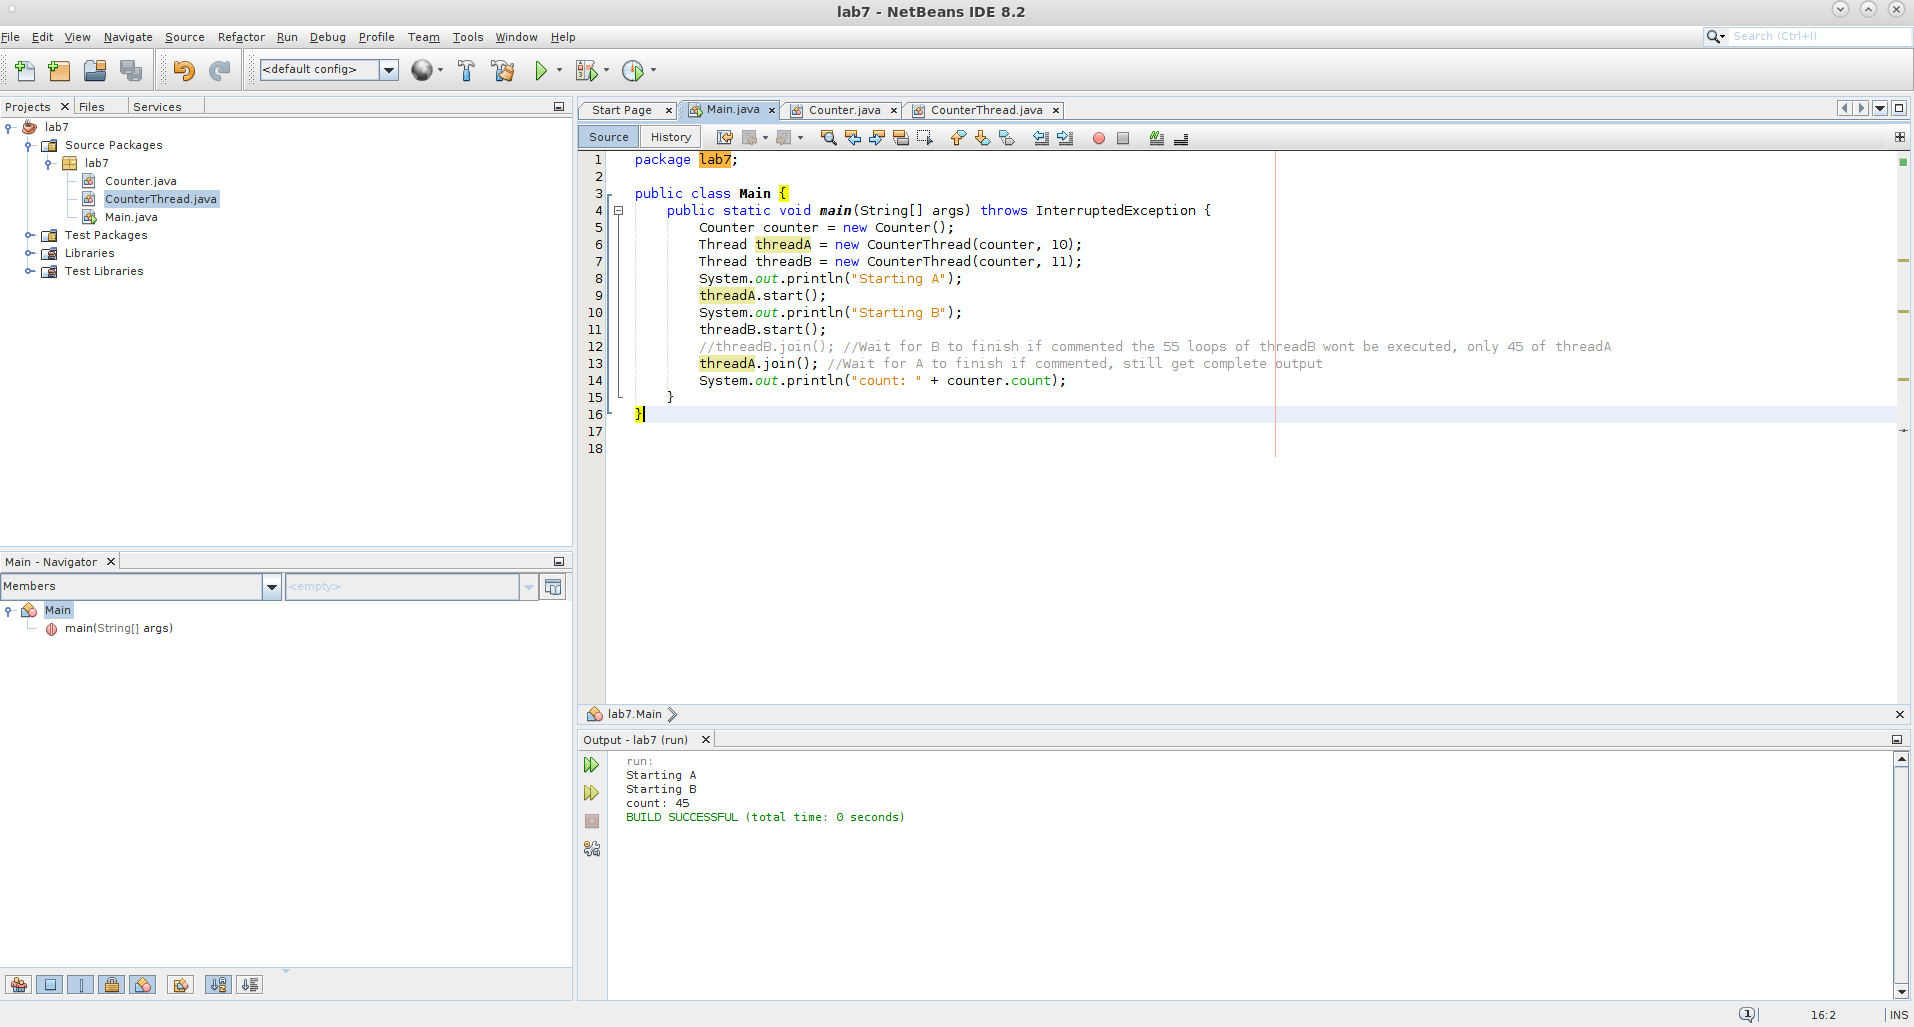 lab7 - NetBeans IDE 8.2
File Edit View Navigate Source Refactor Run Debug Profile Team Tools Window Help
Search (Ctrl+I)
<default config>
Projects Files Services
lab7
Source Packages
lab7
Counter.java
CounterThread.java
Main.java
Test Packages
Libraries
Test Libraries
Main - Navigator
Members
<empty>
Main
main(String[] args)
Start Page Main.java Counter.java CounterThread.java
Source History
1 package lab7;
2
3 public class Main {
4 public static void main(String[] args) throws InterruptedException {
5 Counter counter = new Counter();
6 Thread threadA = new CounterThread(counter, 10);
7 Thread threadB = new CounterThread(counter, 11);
8 System.out.println("Starting A");
9 threadA.start();
10 System.out.println("Starting B");
11 threadB.start();
12 //threadB.join(); //Wait for B to finish if commented the 55 loops of threadB wont be executed, only 45 of threadA
13 threadA.join(); //Wait for A to finish if commented, still get complete output
14 System.out.println("count: " + counter.count);
15 }
16 }
17
18
lab7.Main
Output - lab7 (run)
run:
Starting A
Starting B
count: 45
BUILD SUCCESSFUL (total time: 0 seconds)
1
16:2 INS